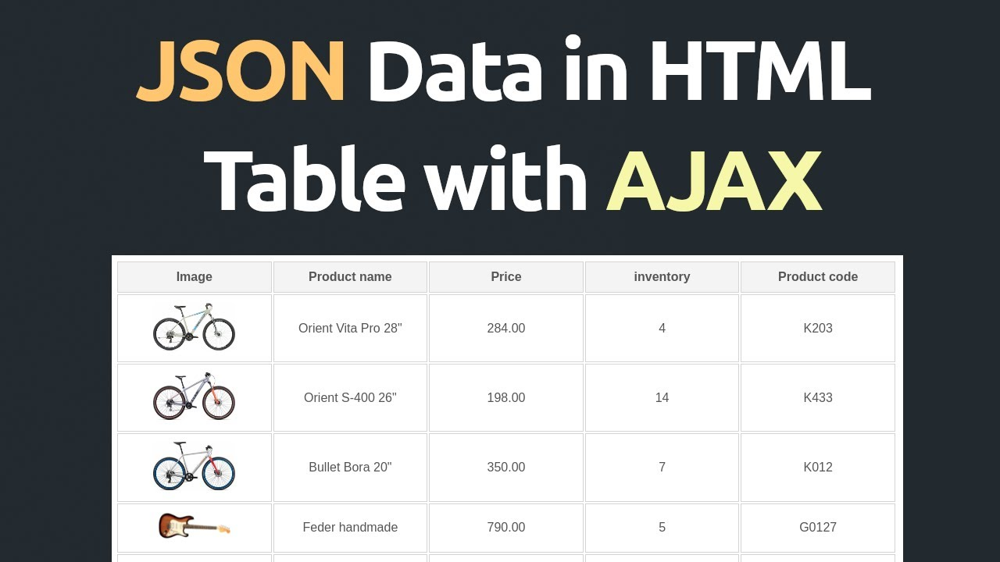 JSON Data in HTML
Table with AJAX
Image Product name Price inventory Product code
Orient Vita Pro 28" 284.00 4 K203
Orient S-400 26" 198.00 14 K433
Bullet Bora 20" 350.00 7 K012
Feder handmade 790.00 5 G0127